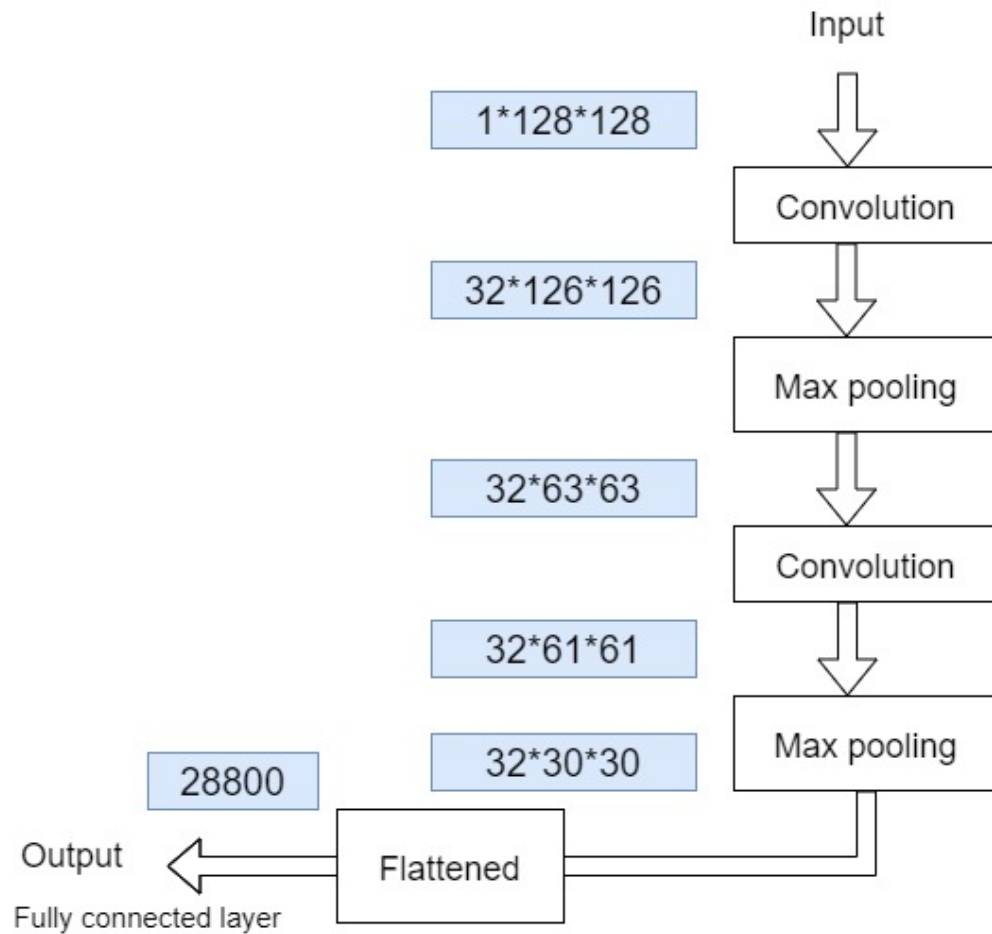 Input
1*128*128
Convolution
32*126*126
Max pooling
32*63*63
Convolution
32*61*61
Max pooling
32*30*30
28800
Flattened
Output
Fully connected layer